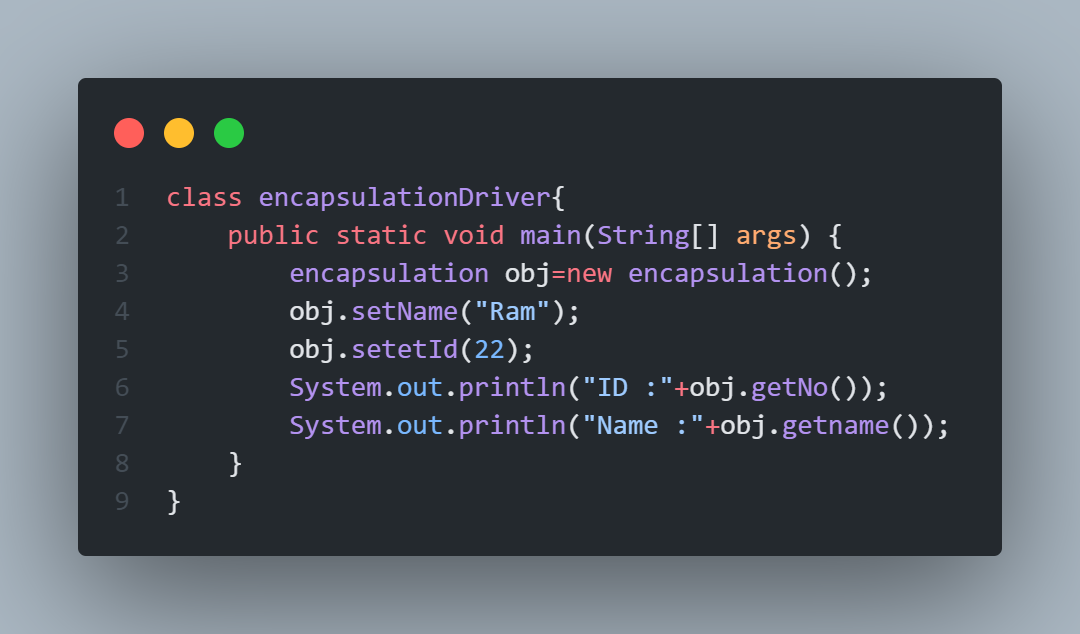 1 class encapsulationDriver{
2     public static void main(String[] args) {
3         encapsulation obj=new encapsulation();
4         obj.setName("Ram");
5         obj.setetId(22);
6         System.out.println("ID :"+obj.getNo());
7         System.out.println("Name :"+obj.getname());
8     }
9 }